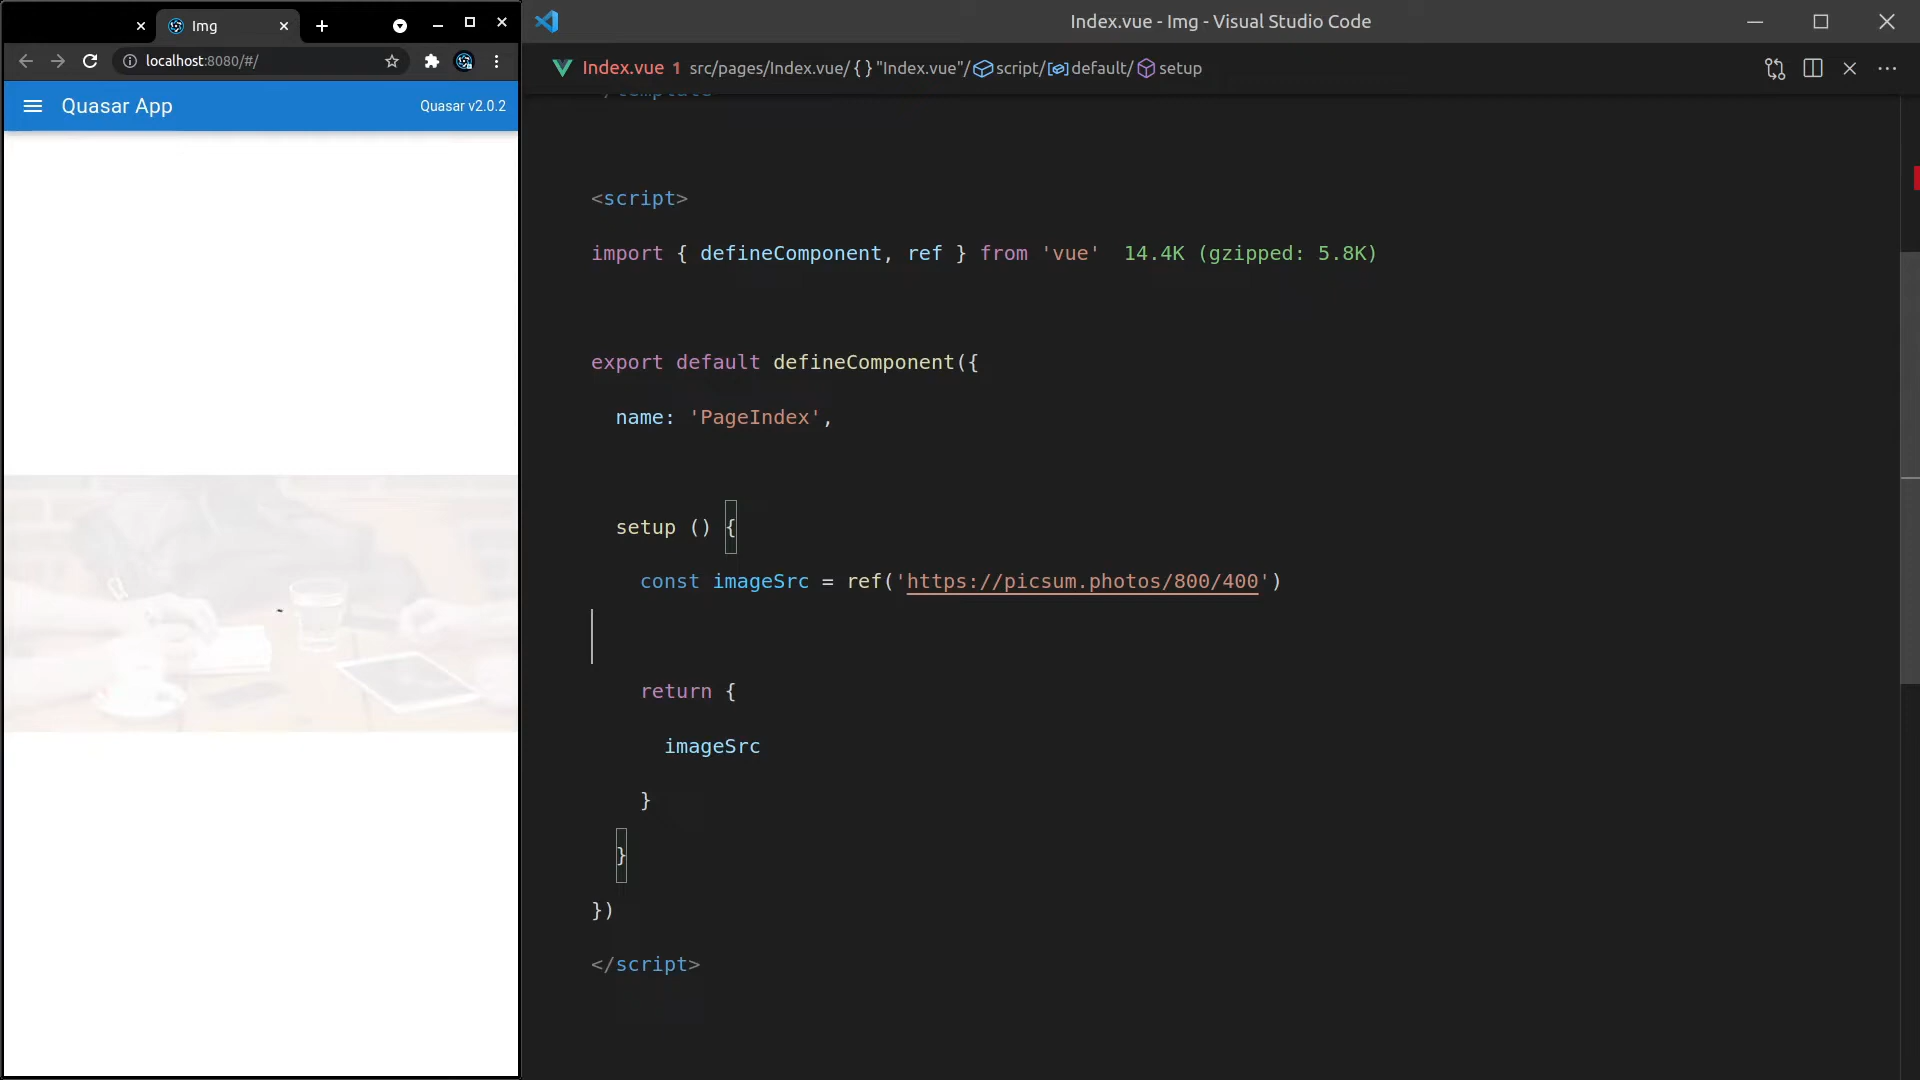 Img
localhost:8080/#/
Quasar App
Quasar v2.0.2
Index.vue - Img - Visual Studio Code
Index.vue 1 src/pages/Index.vue/ { } "Index.vue"/ script/ default/ setup
</template>
<script>
import { defineComponent, ref } from 'vue' 14.4K (gzipped: 5.8K)
export default defineComponent({
name: 'PageIndex',
setup () {
const imageSrc = ref('https://picsum.photos/800/400')
return {
imageSrc
}
}
})
</script>